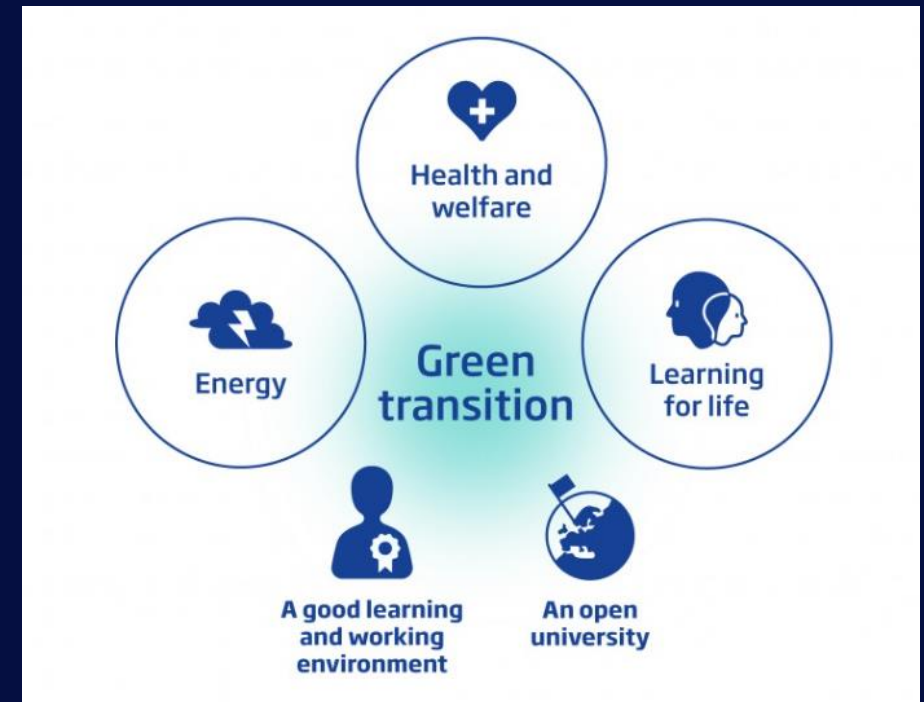 Health and
welfare
Energy
Green
transition
Learning
for life
A good learning
and working
environment
An open
university